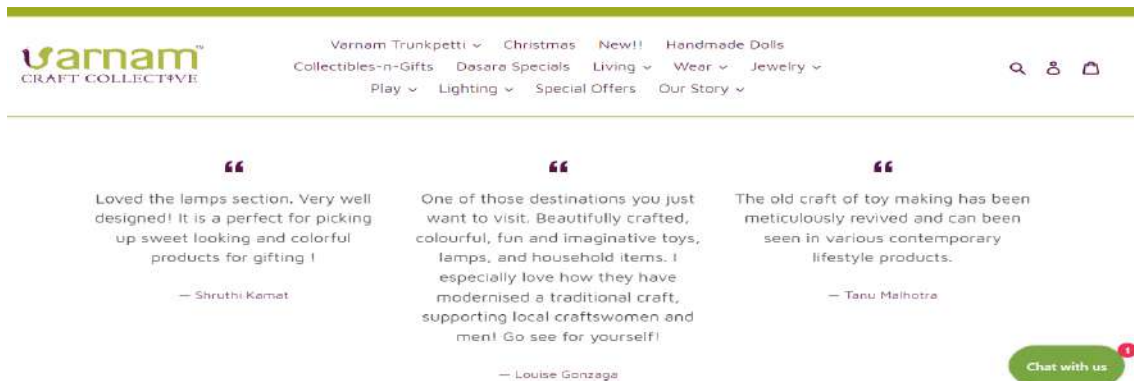 varnam™
CRAFT COLLECTIVE
Varnam Trunkpetti Christmas New!! Handmade Dolls
Collectibles-n-Gifts Dasara Specials Living Wear Jewelry
Play Lighting Special Offers Our Story
“
Loved the lamps section. Very well
designed! It is a perfect for picking
up sweet looking and colorful
products for gifting !
— Shruthi Kamat
“
One of those destinations you just
want to visit. Beautifully crafted,
colourful, fun and imaginative toys,
lamps, and household items. I
especially love how they have
modernised a traditional craft,
supporting local craftswomen and
men! Go see for yourself!
— Louise Gonzaga
“
The old craft of toy making has been
meticulously revived and can been
seen in various contemporary
lifestyle products.
— Tanu Malhotra
1
Chat with us